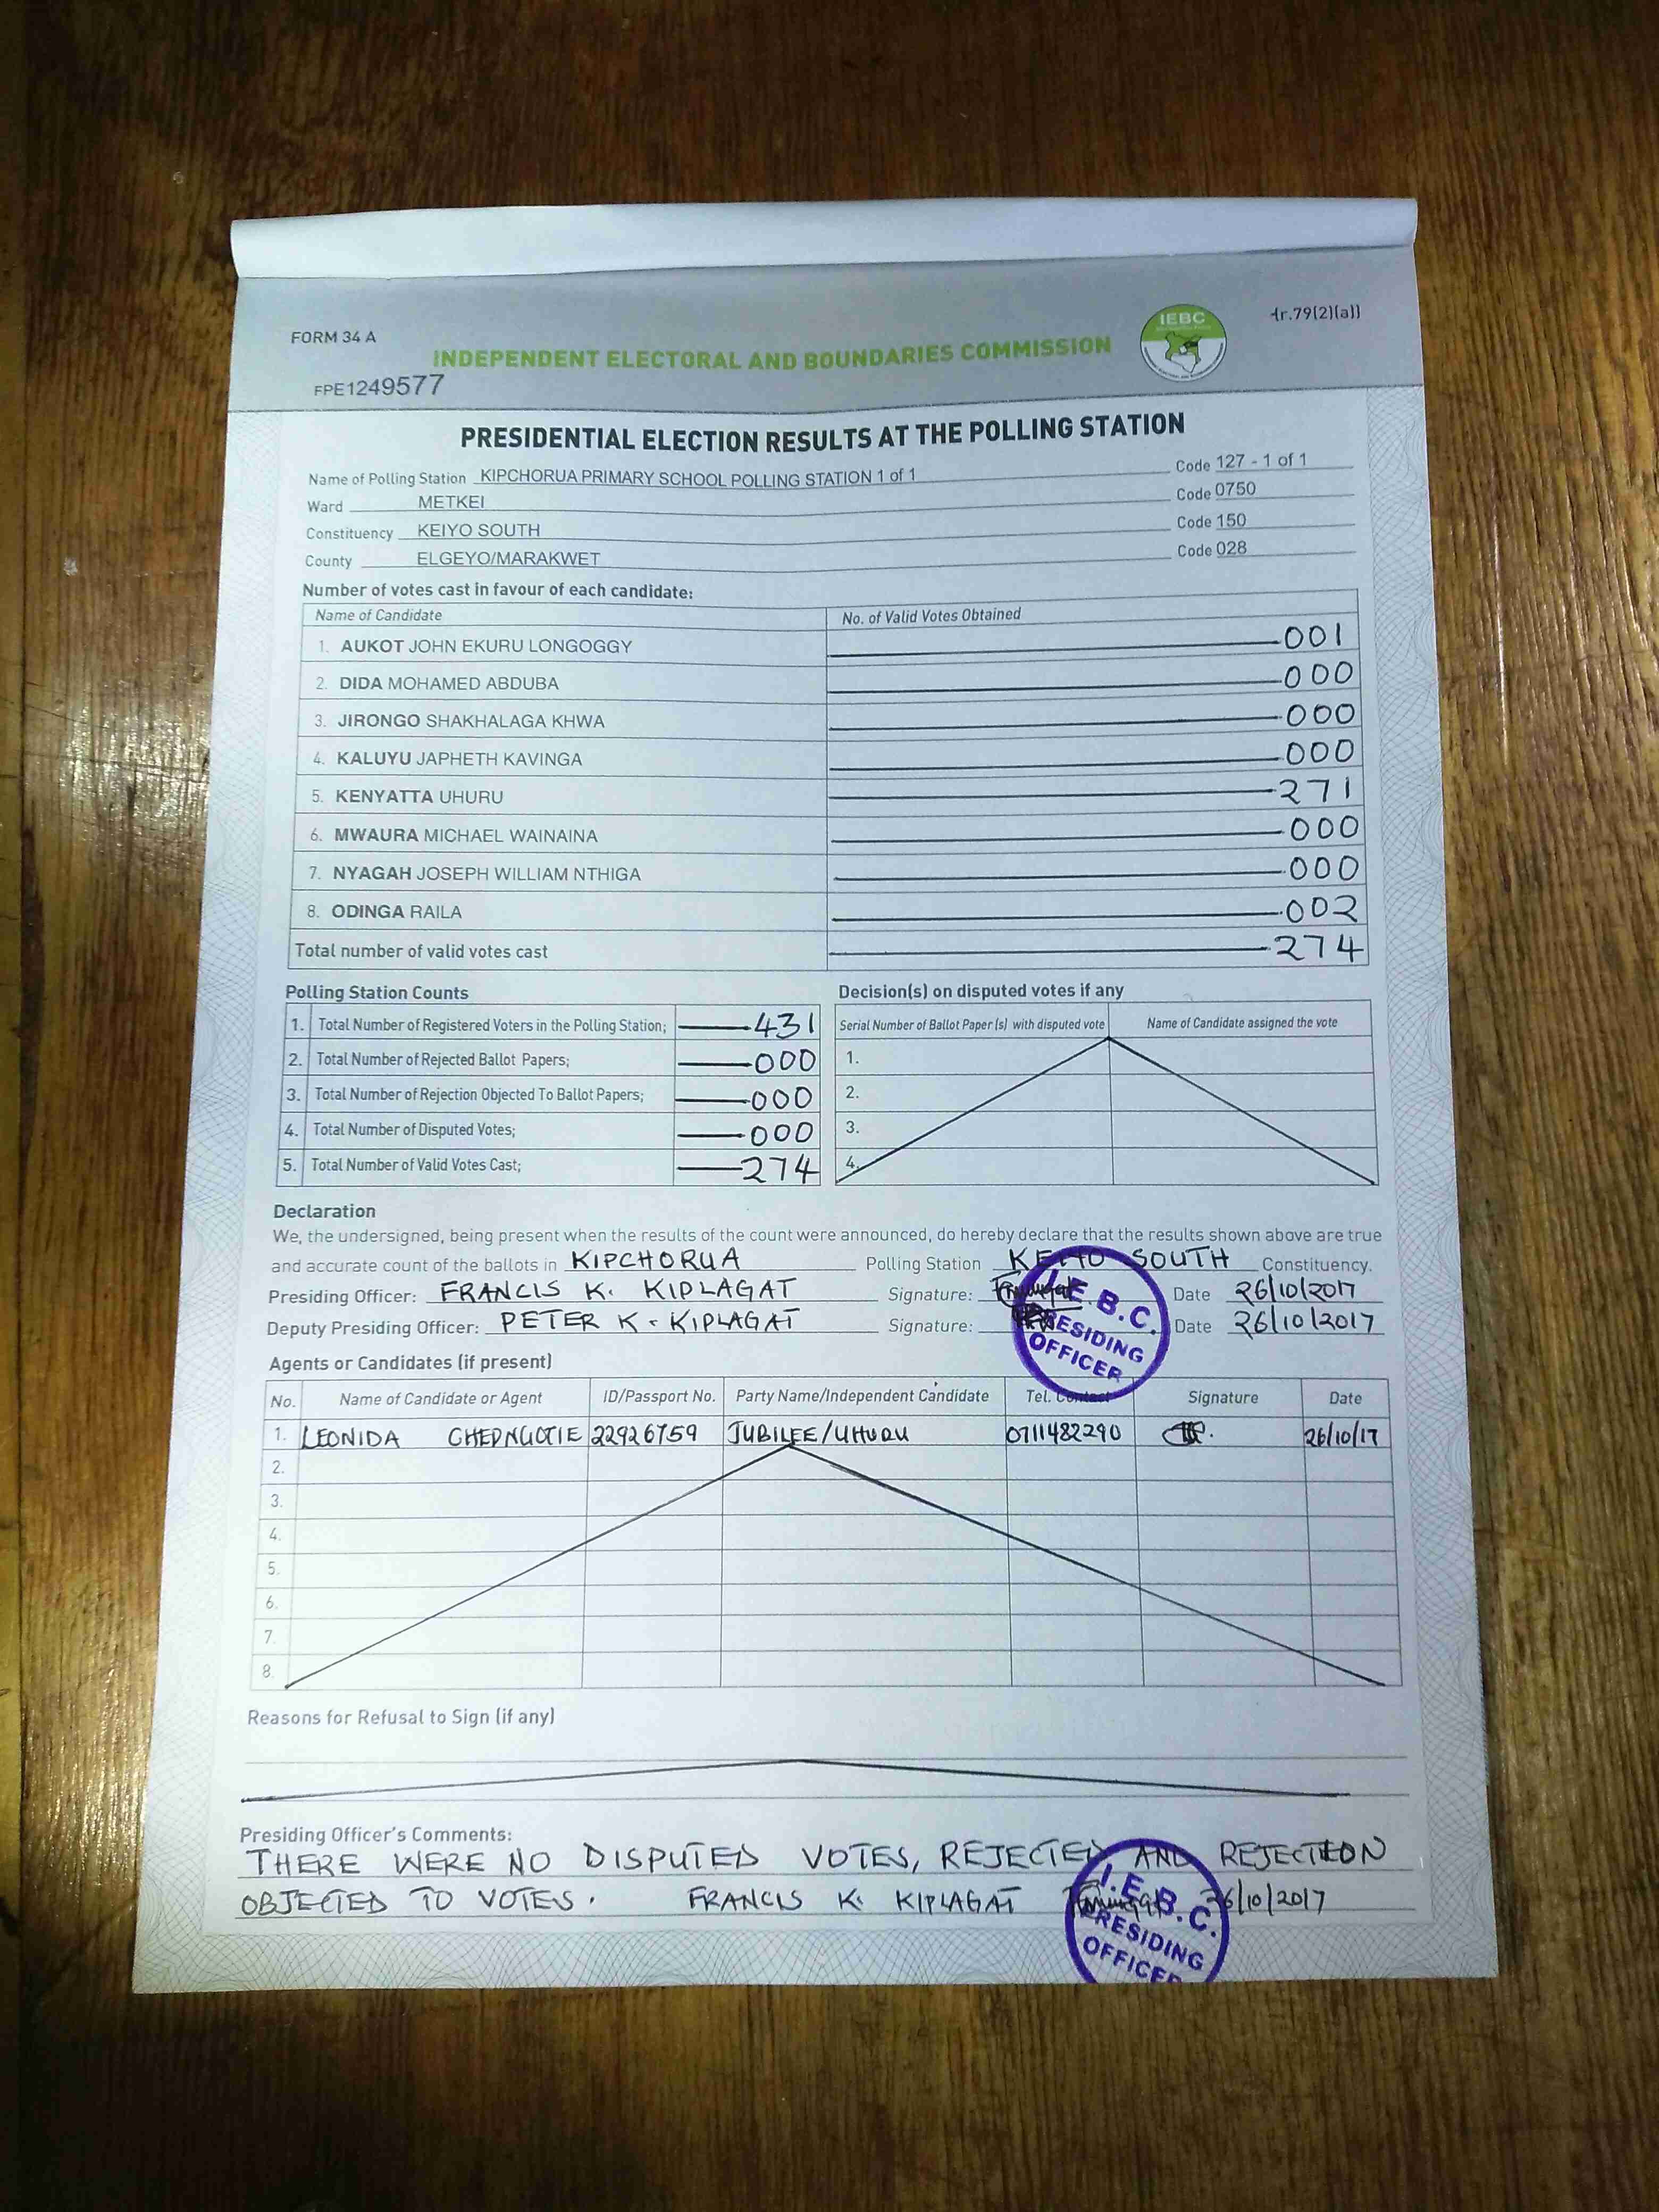 FORM 34 A
INDEPENDENT ELECTORAL AND BOUNDARIES COMMISSION
IEBC
(r.79(2)(a))
FPE1249577
PRESIDENTIAL ELECTION RESULTS AT THE POLLING STATION
Name of Polling Station KIPCHORUA PRIMARY SCHOOL POLLING STATION 1 of 1 Code 127 - 1 of 1
Ward METKEI Code 0750
Constituency KEIYO SOUTH Code 150
County ELGEYO/MARAKWET Code 028
Number of votes cast in favour of each candidate:
Name of Candidate No. of Valid Votes Obtained
1. AUKOT JOHN EKURU LONGOGGY 001
2. DIDA MOHAMED ABDUBA 000
3. JIRONGO SHAKHALAGA KHWA 000
4. KALUYU JAPHETH KAVINGA 000
5. KENYATTA UHURU 271
6. MWAURA MICHAEL WAINAINA 000
7. NYAGAH JOSEPH WILLIAM NTHIGA 000
8. ODINGA RAILA 002
Total number of valid votes cast 274
Polling Station Counts
1. Total Number of Registered Voters in the Polling Station; 431
2. Total Number of Rejected Ballot Papers; 000
3. Total Number of Rejection Objected To Ballot Papers; 000
4. Total Number of Disputed Votes; 000
5. Total Number of Valid Votes Cast; 274
Decision(s) on disputed votes if any
Serial Number of Ballot Paper (s) with disputed vote Name of Candidate assigned the vote
1.
2.
3.
4.
Declaration
We, the undersigned, being present when the results of the count were announced, do hereby declare that the results shown above are true
and accurate count of the ballots in KIPCHORUA Polling Station KEIYO SOUTH Constituency.
Presiding Officer: FRANCIS K. KIPLAGAT Signature: Date 26/10/2017
Deputy Presiding Officer: PETER K. KIPLAGAT Signature: Date 26/10/2017
I.E.B.C.
PRESIDING
OFFICER
Agents or Candidates (if present)
No. Name of Candidate or Agent ID/Passport No. Party Name/Independent Candidate Tel. Contact Signature Date
1. LEONIDA 22926759 JUBILEE/UHURU 0711482290 26/10/17
2.
3.
4.
5.
6.
7.
8.
Reasons for Refusal to Sign (if any)
Presiding Officer's Comments:
THERE WERE NO DISPUTED VOTES, REJECTED AND REJECTION
OBJECTED TO VOTES. FRANCIS K. KIPLAGAT 26/10/2017
I.E.B.C.
PRESIDING
OFFICER